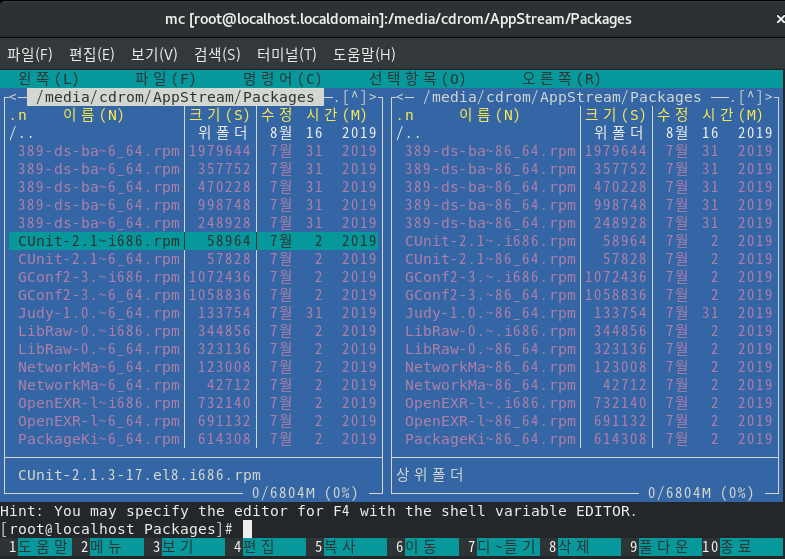 mc [root@localhost.localdomain]:/media/cdrom/AppStream/Packages
파일(F) 편집(E) 보기(V) 검색(S) 터미널(T) 도움말(H)
왼쪽(L) 파일(F) 명령어(C) 선택항목(O) 오른쪽(R)
<─ /media/cdrom/AppStream/Packages ─.[^]> <─ /media/cdrom/AppStream/Packages ──.[^]>
.n 이름(N) 크기(S) 수정 시간(M) .n 이름(N) 크기(S) 수정 시간(M)
/.. 위폴더 8월 16 2019 /.. 위폴더 8월 16 2019
389-ds-ba~6_64.rpm 1979644 7월 31 2019 389-ds-ba~86_64.rpm 1979644 7월 31 2019
389-ds-ba~6_64.rpm 357752 7월 31 2019 389-ds-ba~86_64.rpm 357752 7월 31 2019
389-ds-ba~6_64.rpm 470228 7월 31 2019 389-ds-ba~86_64.rpm 470228 7월 31 2019
389-ds-ba~6_64.rpm 998748 7월 31 2019 389-ds-ba~86_64.rpm 998748 7월 31 2019
389-ds-ba~6_64.rpm 248928 7월 31 2019 389-ds-ba~86_64.rpm 248928 7월 31 2019
CUnit-2.1~i686.rpm 58964 7월 2 2019 CUnit-2.1~.i686.rpm 58964 7월 2 2019
CUnit-2.1~6_64.rpm 57828 7월 2 2019 CUnit-2.1~86_64.rpm 57828 7월 2 2019
GConf2-3.~i686.rpm 1072436 7월 2 2019 GConf2-3.~.i686.rpm 1072436 7월 2 2019
GConf2-3.~6_64.rpm 1058836 7월 2 2019 GConf2-3.~86_64.rpm 1058836 7월 2 2019
Judy-1.0.~6_64.rpm 133754 7월 31 2019 Judy-1.0.~86_64.rpm 133754 7월 31 2019
LibRaw-0.~i686.rpm 344856 7월 2 2019 LibRaw-0.~.i686.rpm 344856 7월 2 2019
LibRaw-0.~6_64.rpm 323136 7월 2 2019 LibRaw-0.~86_64.rpm 323136 7월 2 2019
NetworkMa~6_64.rpm 123008 7월 2 2019 NetworkMa~86_64.rpm 123008 7월 2 2019
NetworkMa~6_64.rpm 42712 7월 2 2019 NetworkMa~86_64.rpm 42712 7월 2 2019
OpenEXR-l~i686.rpm 732140 7월 2 2019 OpenEXR-l~.i686.rpm 732140 7월 2 2019
OpenEXR-l~6_64.rpm 691132 7월 2 2019 OpenEXR-l~86_64.rpm 691132 7월 2 2019
PackageKi~6_64.rpm 614308 7월 2 2019 PackageKi~86_64.rpm 614308 7월 2 2019
CUnit-2.1.3-17.el8.i686.rpm 상위폴더
0/6804M (0%) 0/6804M (0%)
Hint: You may specify the editor for F4 with the shell variable EDITOR.
[root@localhost Packages]#
1도움말 2메뉴 3보기 4편집 5복사 6이동 7디~들기 8삭제 9풀다운 10종료